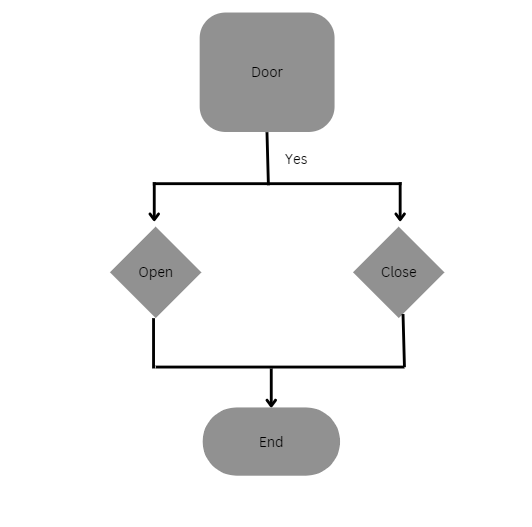 Door
Yes
Open
Close
End